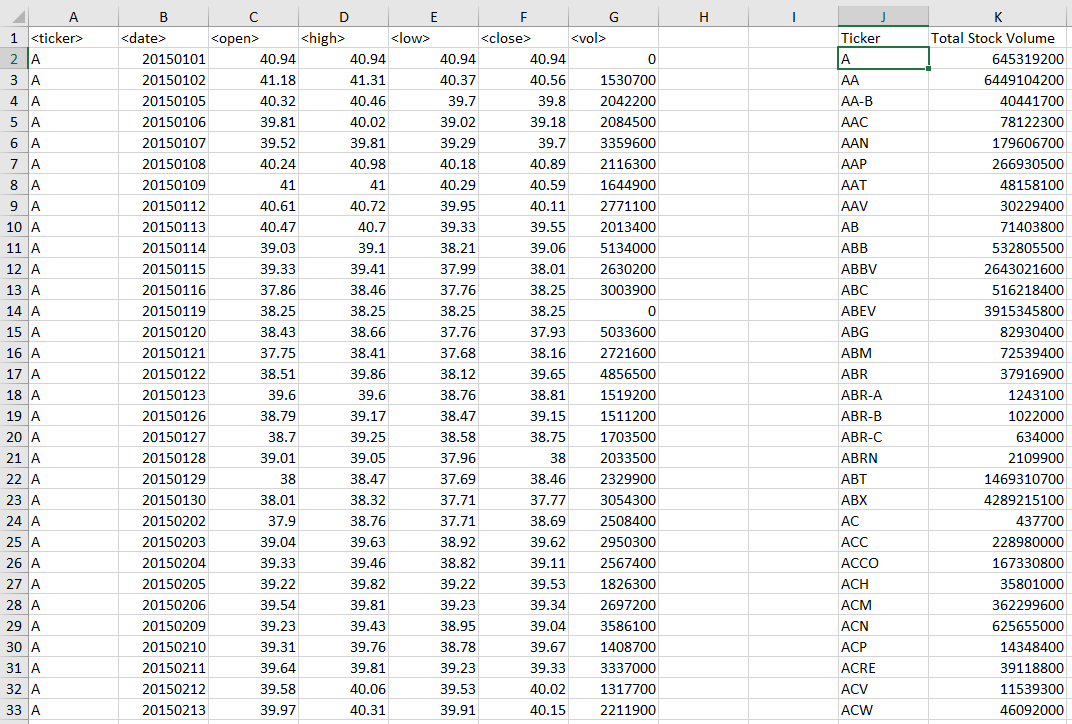 A B C D E F G H I J K
1 <ticker> <date> <open> <high> <low> <close> <vol> Ticker Total Stock Volume
2 A 20150101 40.94 40.94 40.94 40.94 0 A 645319200
3 A 20150102 41.18 41.31 40.37 40.56 1530700 AA 6449104200
4 A 20150105 40.32 40.46 39.7 39.8 2042200 AA-B 40441700
5 A 20150106 39.81 40.02 39.02 39.18 2084500 AAC 78122300
6 A 20150107 39.52 39.81 39.29 39.7 3359600 AAN 179606700
7 A 20150108 40.24 40.98 40.18 40.89 2116300 AAP 266930500
8 A 20150109 41 41 40.29 40.59 1644900 AAT 48158100
9 A 20150112 40.61 40.72 39.95 40.11 2771100 AAV 30229400
10 A 20150113 40.47 40.7 39.33 39.55 2013400 AB 71403800
11 A 20150114 39.03 39.1 38.21 39.06 5134000 ABB 532805500
12 A 20150115 39.33 39.41 37.99 38.01 2630200 ABBV 2643021600
13 A 20150116 37.86 38.46 37.76 38.25 3003900 ABC 516218400
14 A 20150119 38.25 38.25 38.25 38.25 0 ABEV 3915345800
15 A 20150120 38.43 38.66 37.76 37.93 5033600 ABG 82930400
16 A 20150121 37.75 38.41 37.68 38.16 2721600 ABM 72539400
17 A 20150122 38.51 39.86 38.12 39.65 4856500 ABR 37916900
18 A 20150123 39.6 39.6 38.76 38.81 1519200 ABR-A 1243100
19 A 20150126 38.79 39.17 38.47 39.15 1511200 ABR-B 1022000
20 A 20150127 38.7 39.25 38.58 38.75 1703500 ABR-C 634000
21 A 20150128 39.01 39.05 37.96 38 2033500 ABRN 2109900
22 A 20150129 38 38.47 37.69 38.46 2329900 ABT 1469310700
23 A 20150130 38.01 38.32 37.71 37.77 3054300 ABX 4289215100
24 A 20150202 37.9 38.76 37.71 38.69 2508400 AC 437700
25 A 20150203 39.04 39.63 38.92 39.62 2950300 ACC 228980000
26 A 20150204 39.33 39.46 38.82 39.11 2567400 ACCO 167330800
27 A 20150205 39.22 39.82 39.22 39.53 1826300 ACH 35801000
28 A 20150206 39.54 39.81 39.23 39.34 2697200 ACM 362299600
29 A 20150209 39.23 39.43 38.95 39.04 3586100 ACN 625655000
30 A 20150210 39.31 39.76 38.78 39.67 1408700 ACP 14348400
31 A 20150211 39.64 39.81 39.23 39.33 3337000 ACRE 39118800
32 A 20150212 39.58 40.06 39.53 40.02 1317700 ACV 11539300
33 A 20150213 39.97 40.31 39.91 40.15 2211900 ACW 46092000